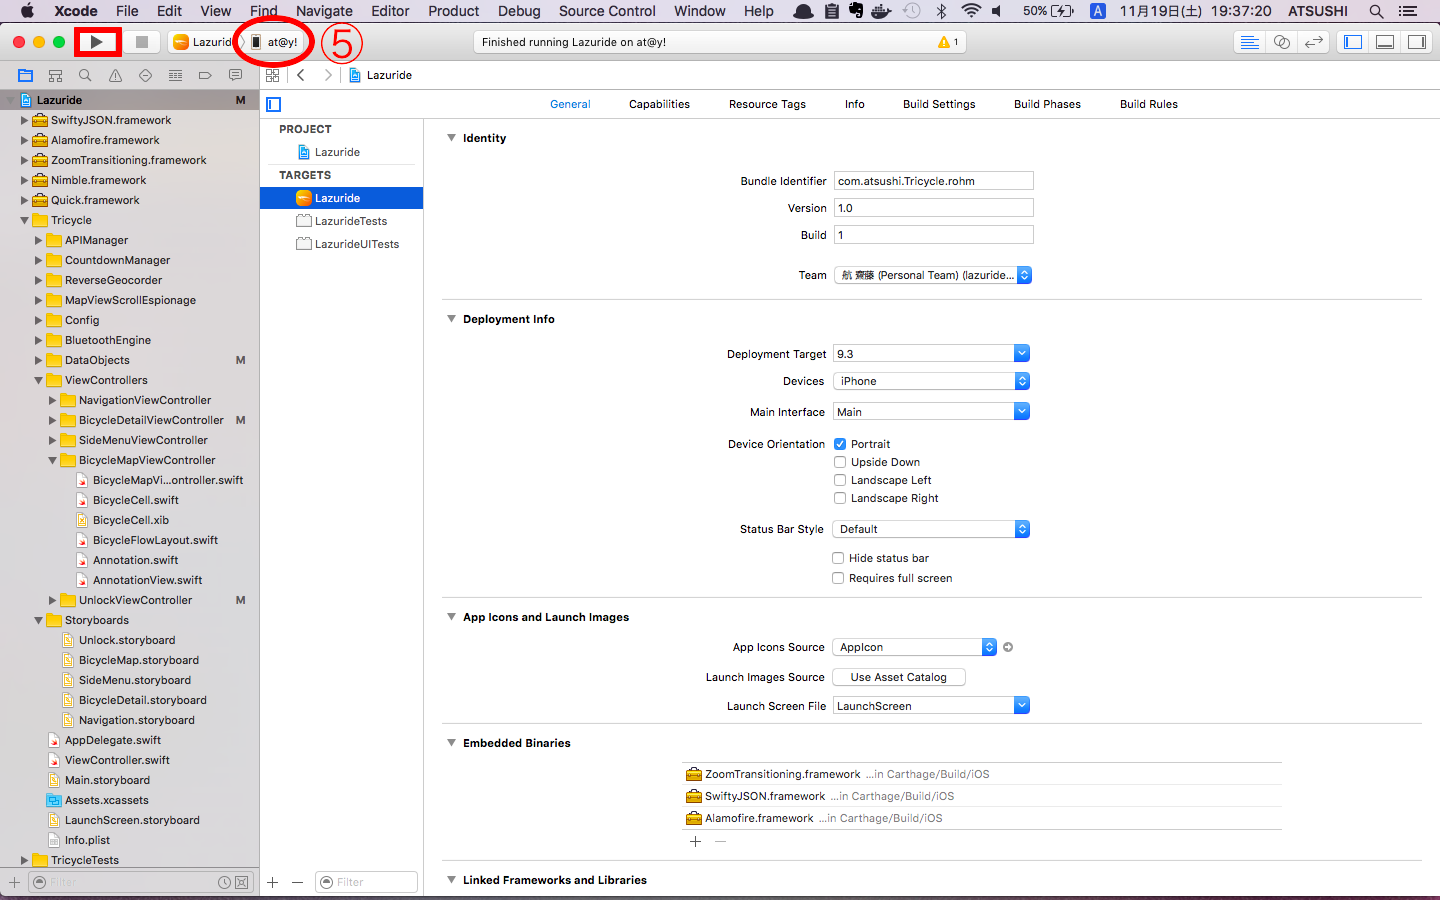 Xcode File Edit View Find Navigate Editor Product Debug Source Control Window Help 50% A 11月19日(土) 19:37:20 ATSUSHI
Lazurid at@y! ⑤ Finished running Lazuride on at@y! 1
Lazuride
Lazuride M
General Capabilities Resource Tags Info Build Settings Build Phases Build Rules
SwiftyJSON.framework
Alamofire.framework
ZoomTransitioning.framework
Nimble.framework
Quick.framework
Tricycle
APIManager
CountdownManager
ReverseGeocorder
MapViewScrollEspionage
Config
BluetoothEngine
DataObjects M
ViewControllers
NavigationViewController
BicycleDetailViewController M
SideMenuViewController
BicycleMapViewController
BicycleMapVi...ontroller.swift
BicycleCell.swift
BicycleCell.xib
BicycleFlowLayout.swift
Annotation.swift
AnnotationView.swift
UnlockViewController M
Storyboards
Unlock.storyboard
BicycleMap.storyboard
SideMenu.storyboard
BicycleDetail.storyboard
Navigation.storyboard
AppDelegate.swift
ViewController.swift
Main.storyboard
Assets.xcassets
LaunchScreen.storyboard
Info.plist
TricycleTests
Filter
PROJECT
Lazuride
TARGETS
Lazuride
LazurideTests
LazurideUITests
Filter
Identity
Bundle Identifier com.atsushi.Tricycle.rohm
Version 1.0
Build 1
Team 航 齋藤 (Personal Team) (lazuride...
Deployment Info
Deployment Target 9.3
Devices iPhone
Main Interface Main
Device Orientation Portrait
Upside Down
Landscape Left
Landscape Right
Status Bar Style Default
Hide status bar
Requires full screen
App Icons and Launch Images
App Icons Source AppIcon
Launch Images Source Use Asset Catalog
Launch Screen File LaunchScreen
Embedded Binaries
ZoomTransitioning.framework ...in Carthage/Build/iOS
SwiftyJSON.framework ...in Carthage/Build/iOS
Alamofire.framework ...in Carthage/Build/iOS
Linked Frameworks and Libraries